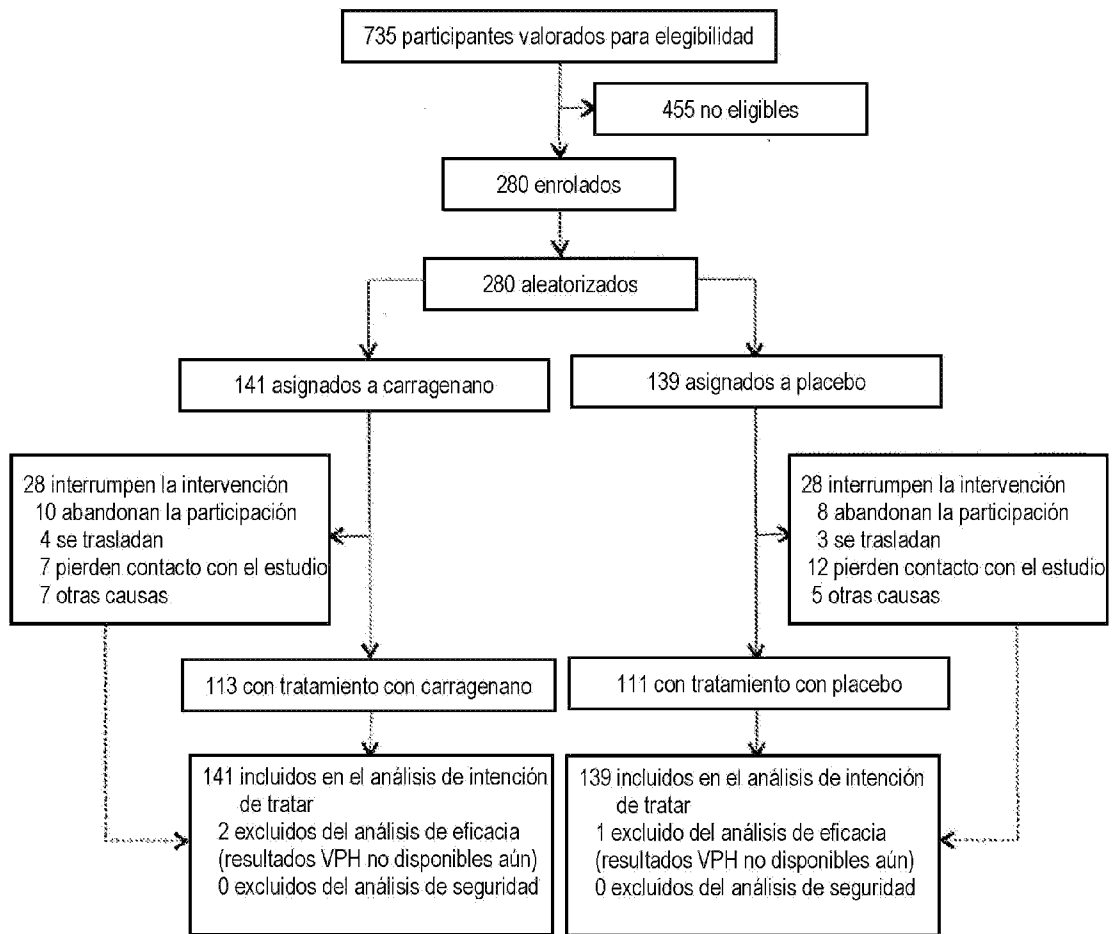 735 participantes valorados para elegibilidad
455 no eligibles
280 enrolados
280 aleatorizados
141 asignados a carragenano
139 asignados a placebo
28 interrumpen la intervención
10 abandonan la participación
4 se trasladan
7 pierden contacto con el estudio
7 otras causas
28 interrumpen la intervención
8 abandonan la participación
3 se trasladan
12 pierden contacto con el estudio
5 otras causas
113 con tratamiento con carragenano
111 con tratamiento con placebo
141 incluidos en el análisis de intención
de tratar
2 excluidos del análisis de eficacia
(resultados VPH no disponibles aún)
0 excluidos del análisis de seguridad
139 incluidos en el análisis de intención
de tratar
1 excluido del análisis de eficacia
(resultados VPH no disponibles aún)
0 excluidos del análisis de seguridad